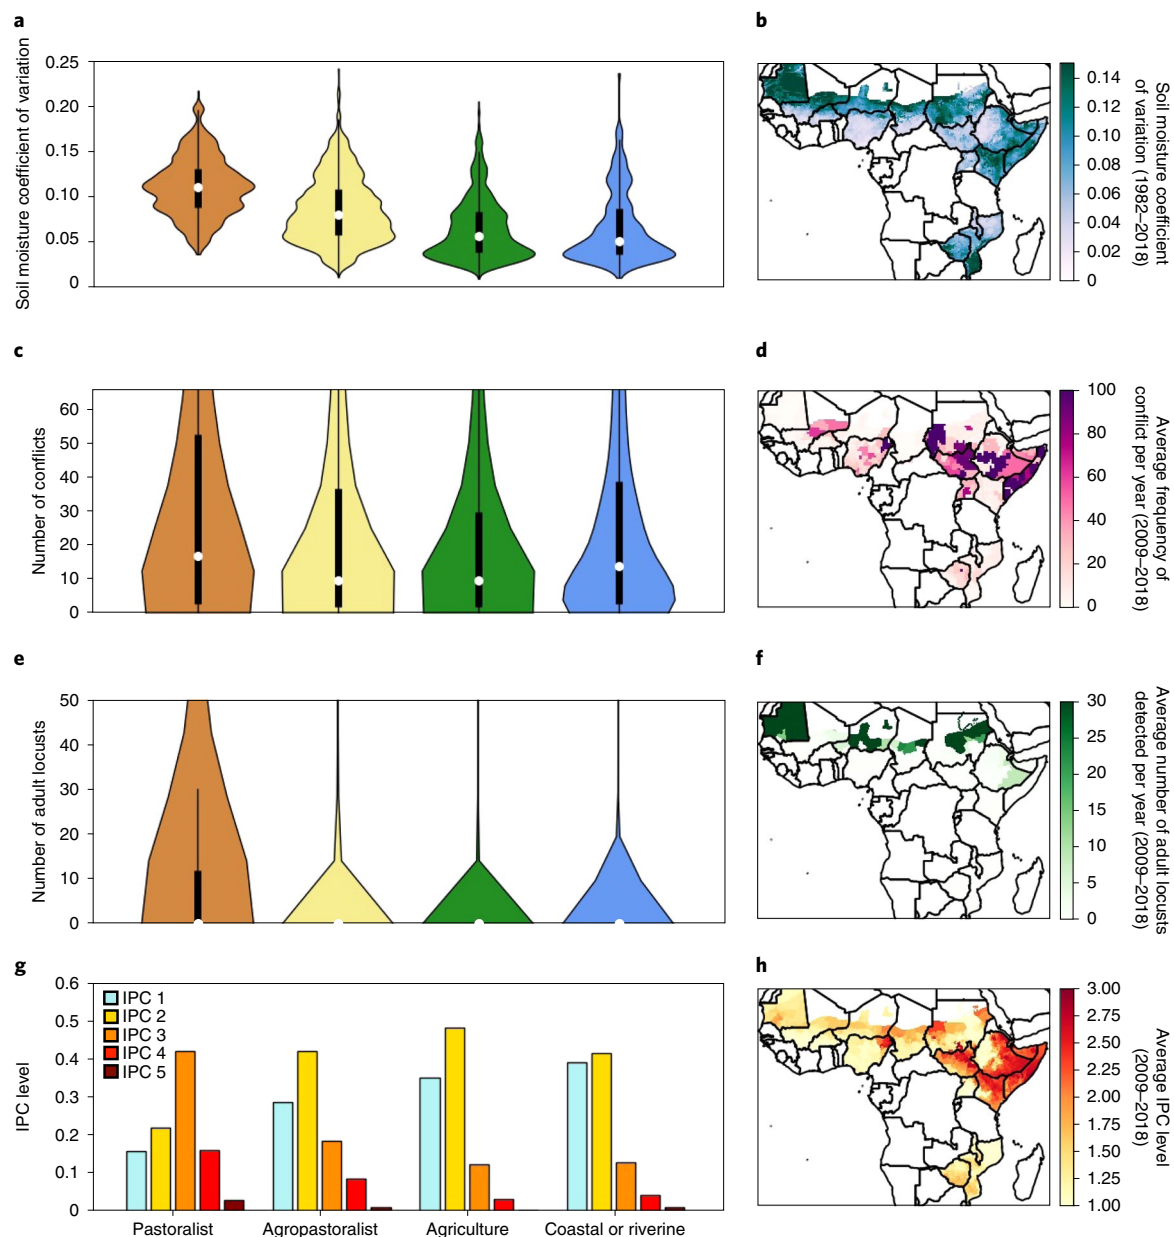 a
Soil moisture coefficient of variation
0.25
0.20
0.15
0.10
0.05
0
b
0.14
0.12
0.10
0.08
0.06
0.04
0.02
0
Soil moisture coefficient
of variation (1982–2018)
c
Number of conflicts
60
50
40
30
20
10
0
d
100
80
60
40
20
0
Average frequency of
conflict per year (2009–2018)
e
Number of adult locusts
50
40
30
20
10
0
f
30
25
20
15
10
5
0
Average number of adult locusts
detected per year (2009–2018)
g
IPC level
0.6
0.5
0.4
0.3
0.2
0.1
0
IPC 1
IPC 2
IPC 3
IPC 4
IPC 5
Pastoralist
Agropastoralist
Agriculture
Coastal or riverine
h
3.00
2.75
2.50
2.25
2.00
1.75
1.50
1.25
1.00
Average IPC level
(2009–2018)